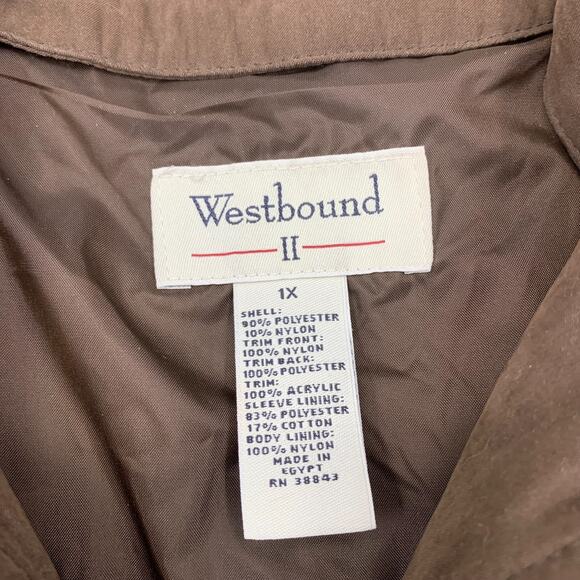 Westbound
II
1X
SHELL:
90% POLYESTER
10% NYLON
TRIM FRONT:
100% NYLON
TRIM BACK:
100% POLYESTER
TRIM:
100% ACRYLIC
SLEEVE LINING:
83% POLYESTER
17% COTTON
BODY LINING:
100% NYLON
MADE IN
EGYPT
RN 38843